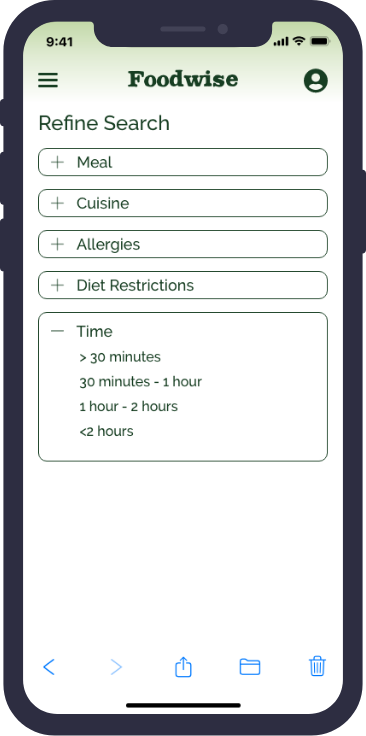 9:41
Foodwise
Refine Search
Meal
Cuisine
Allergies
Diet Restrictions
Time
> 30 minutes
30 minutes - 1 hour
1 hour - 2 hours
<2 hours